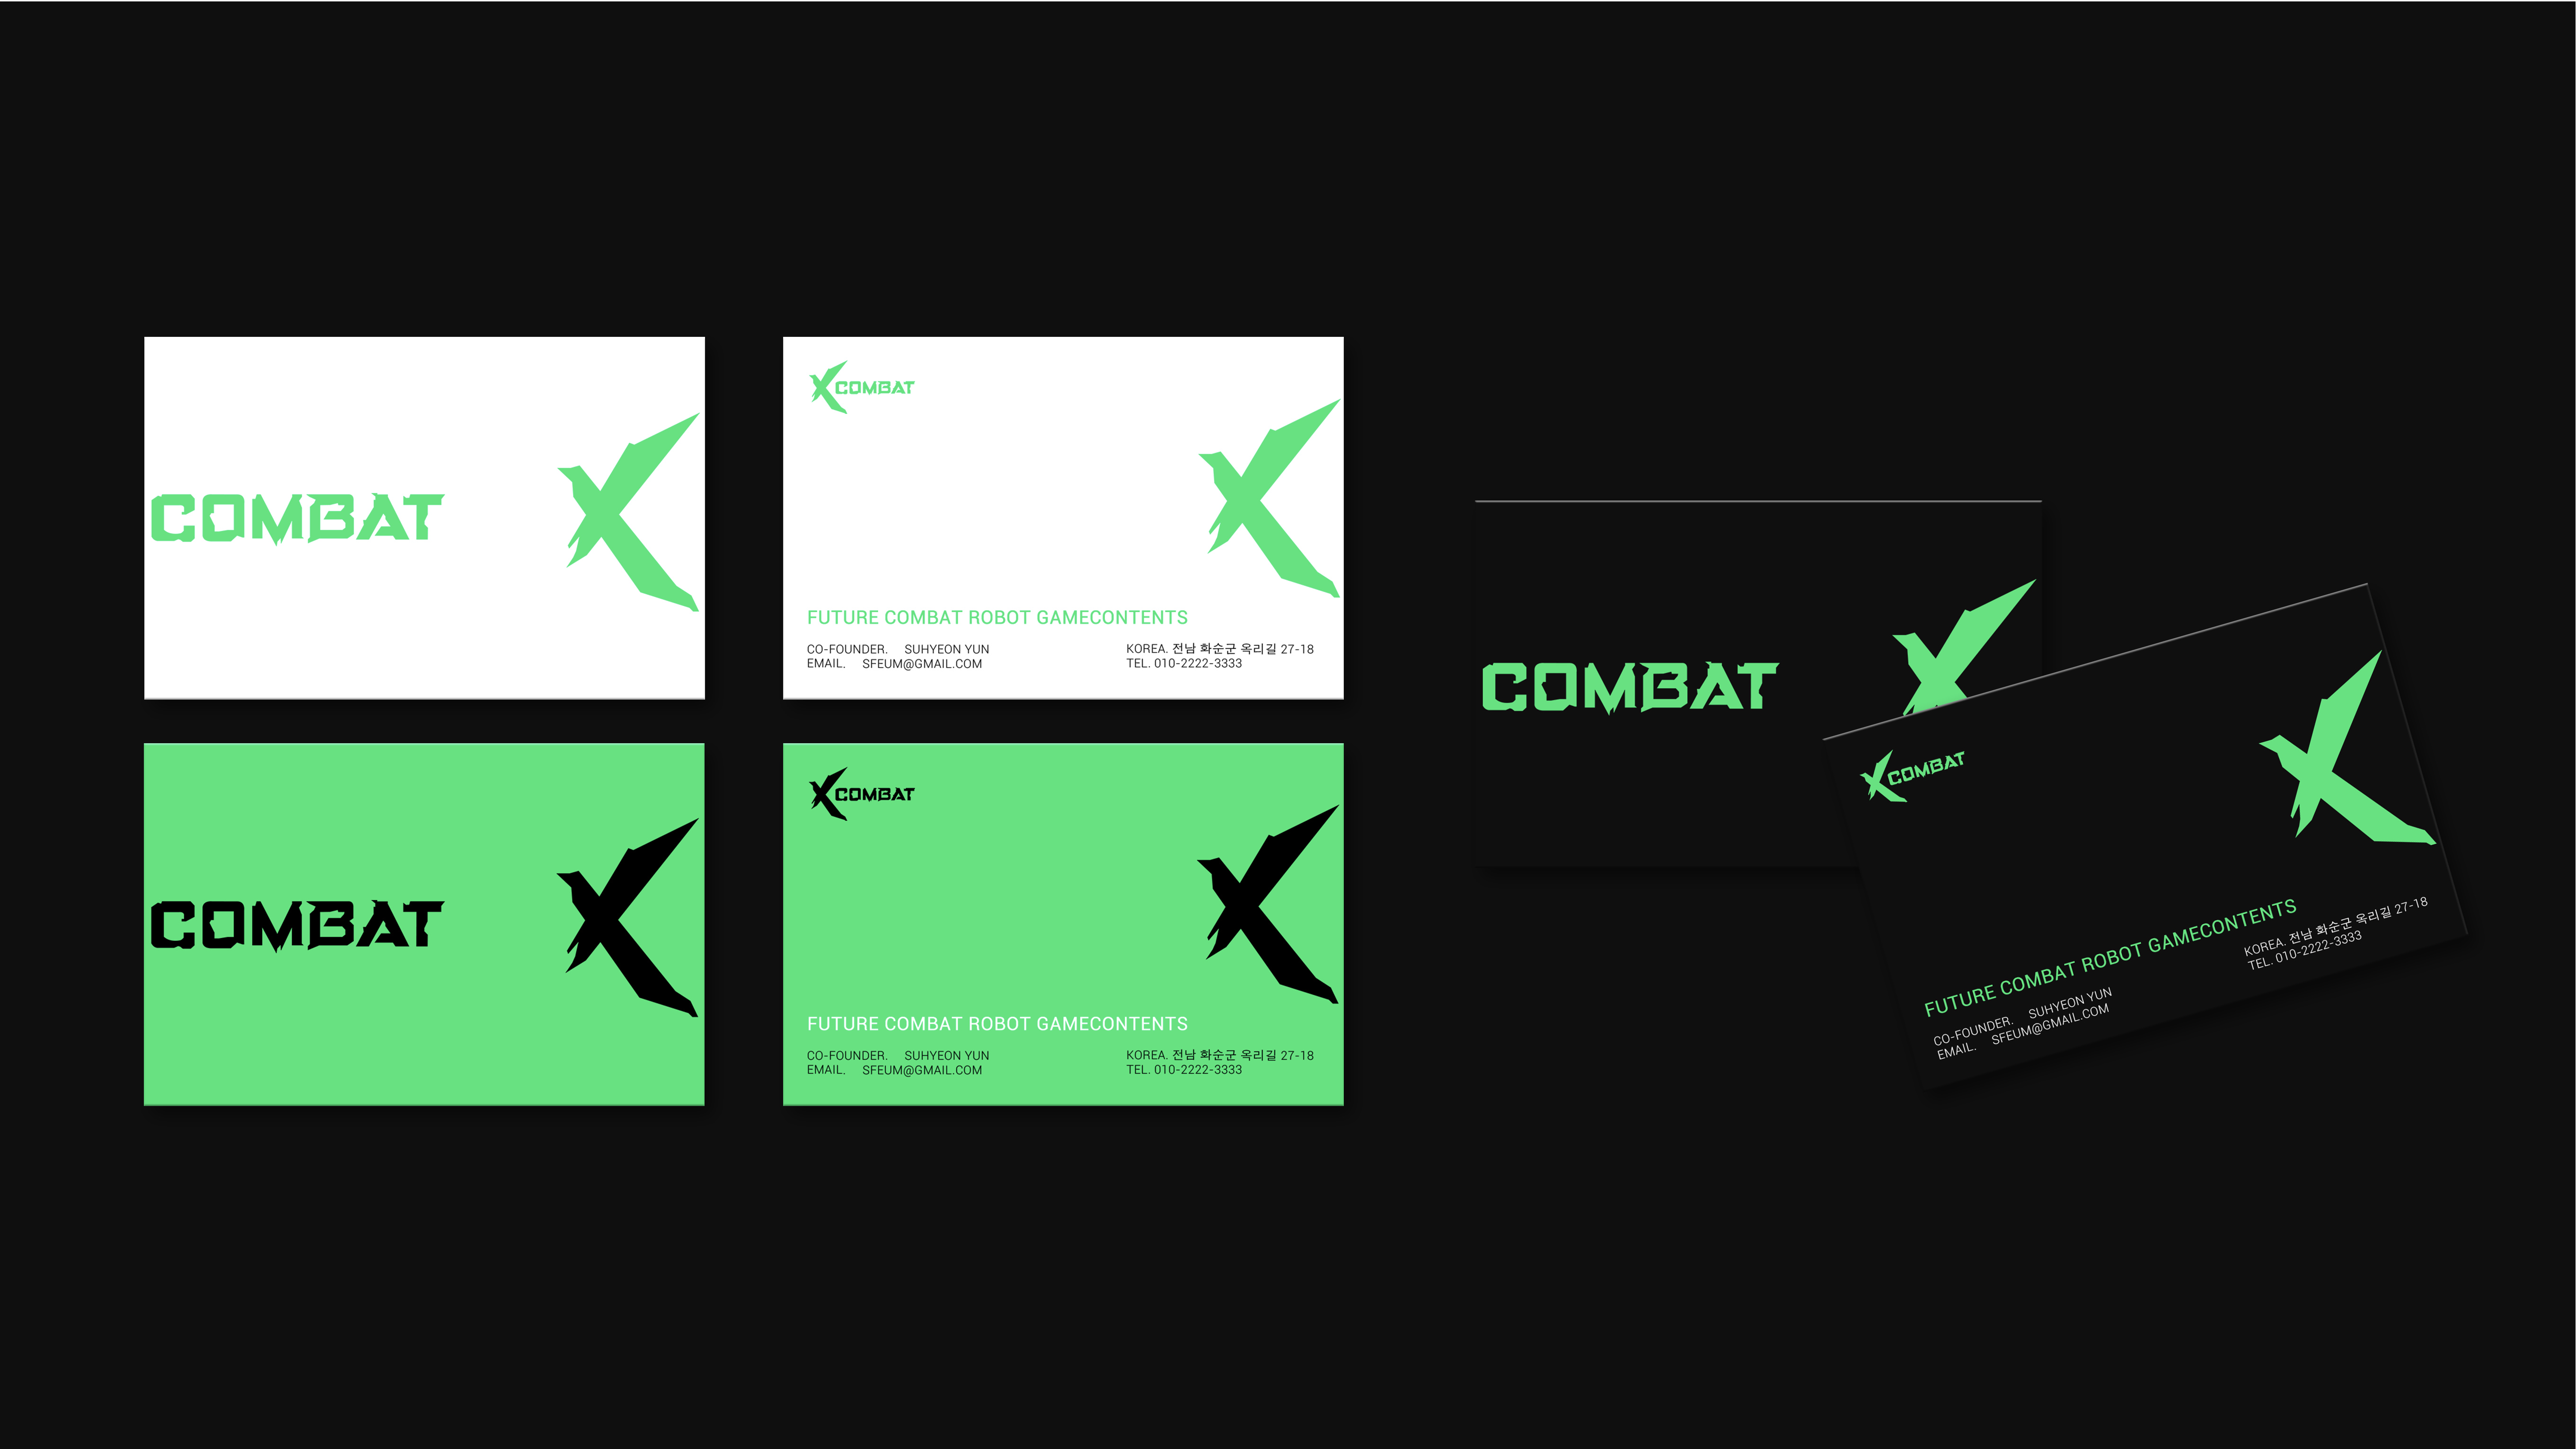 COMBAT X
X COMBAT
FUTURE COMBAT ROBOT GAMECONTENTS
CO-FOUNDER. SUHYEON YUN
EMAIL. SFEUM@GMAIL.COM
KOREA. 전남 화순군 옥리길 27-18
TEL. 010-2222-3333
X
COMBAT X
X COMBAT
FUTURE COMBAT ROBOT GAMECONTENTS
CO-FOUNDER. SUHYEON YUN
EMAIL. SFEUM@GMAIL.COM
KOREA. 전남 화순군 옥리길 27-18
TEL. 010-2222-3333
X
COMBAT X
X COMBAT
FUTURE COMBAT ROBOT GAMECONTENTS
CO-FOUNDER. SUHYEON YUN
EMAIL. SFEUM@GMAIL.COM
KOREA. 전남 화순군 옥리길 27-18
TEL. 010-2222-3333
X